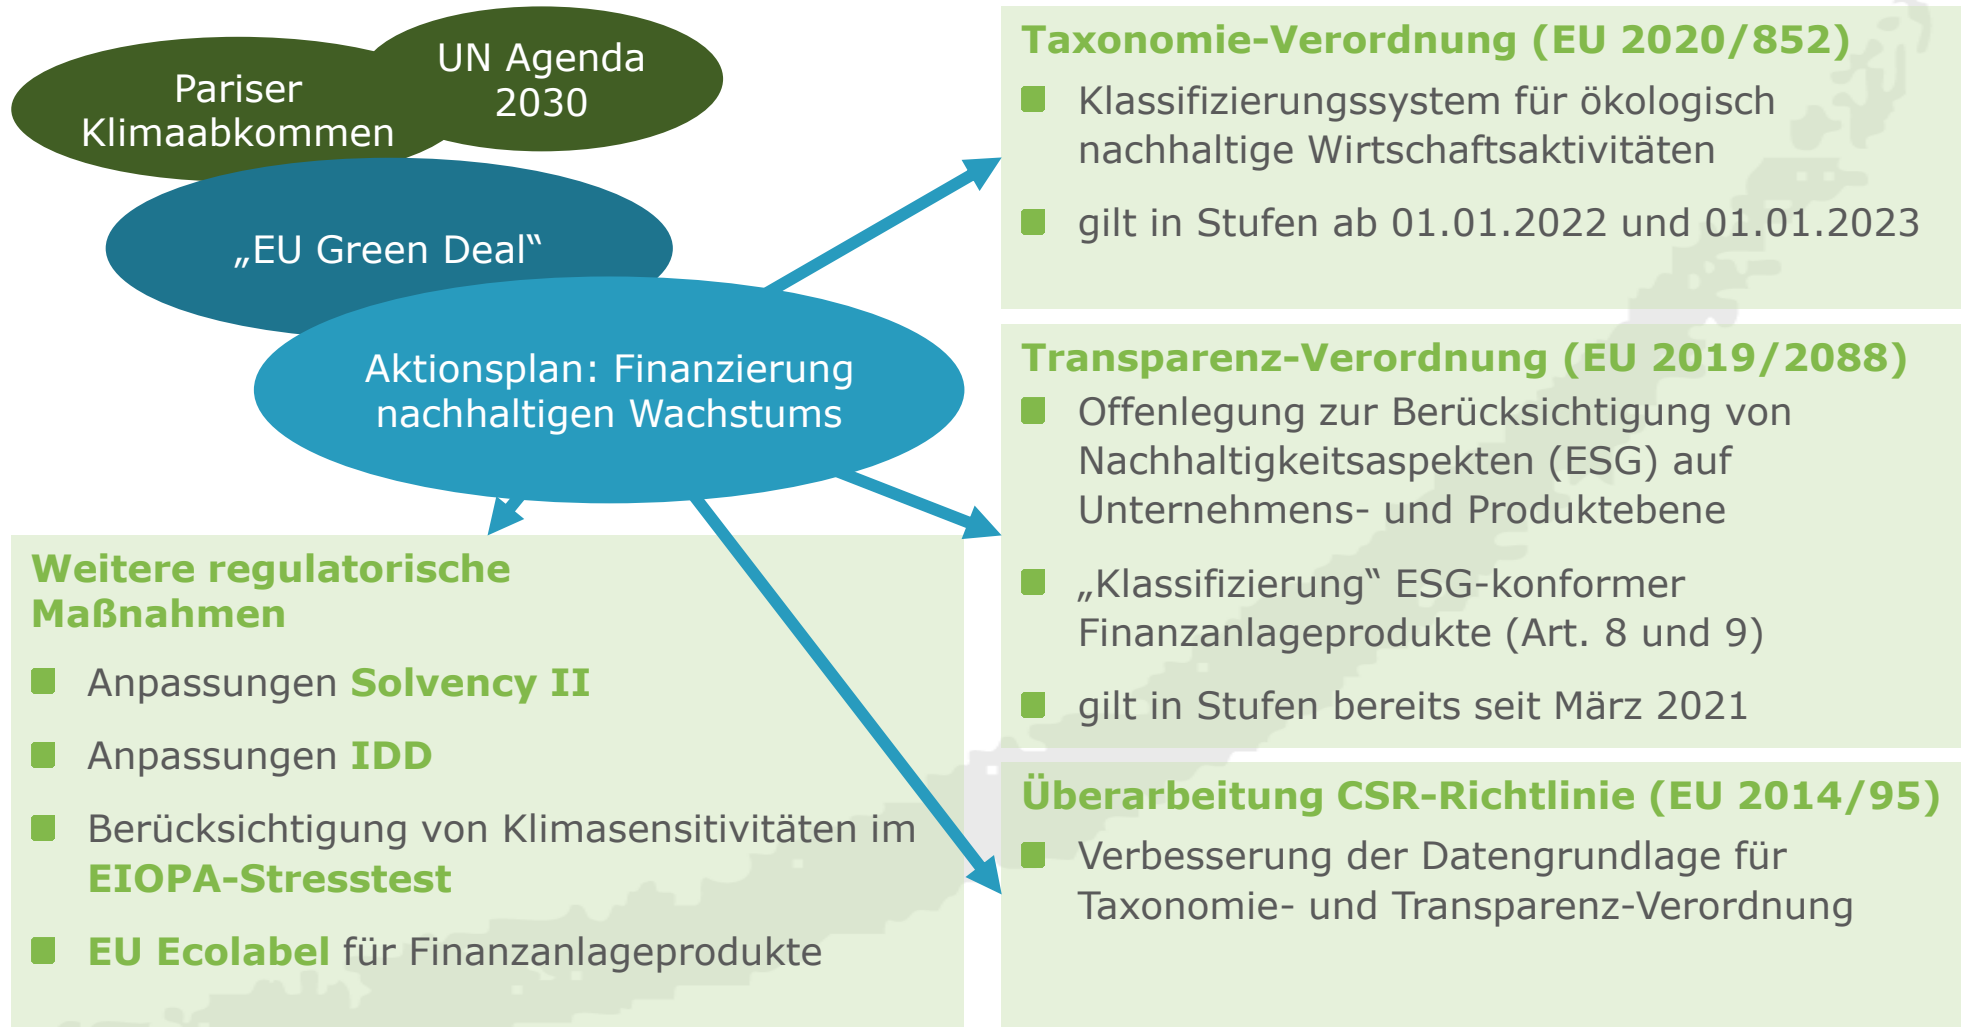 Pariser
Klimaabkommen
UN Agenda
2030
„EU Green Deal“
Aktionsplan: Finanzierung
nachhaltigen Wachstums
Weitere regulatorische
Maßnahmen
Anpassungen Solvency II
Anpassungen IDD
Berücksichtigung von Klimasensitivitäten im
EIOPA-Stresstest
EU Ecolabel für Finanzanlageprodukte
Taxonomie-Verordnung (EU 2020/852)
Klassifizierungssystem für ökologisch
nachhaltige Wirtschaftsaktivitäten
gilt in Stufen ab 01.01.2022 und 01.01.2023
Transparenz-Verordnung (EU 2019/2088)
Offenlegung zur Berücksichtigung von
Nachhaltigkeitsaspekten (ESG) auf
Unternehmens- und Produktebene
„Klassifizierung“ ESG-konformer
Finanzanlageprodukte (Art. 8 und 9)
gilt in Stufen bereits seit März 2021
Überarbeitung CSR-Richtlinie (EU 2014/95)
Verbesserung der Datengrundlage für
Taxonomie- und Transparenz-Verordnung